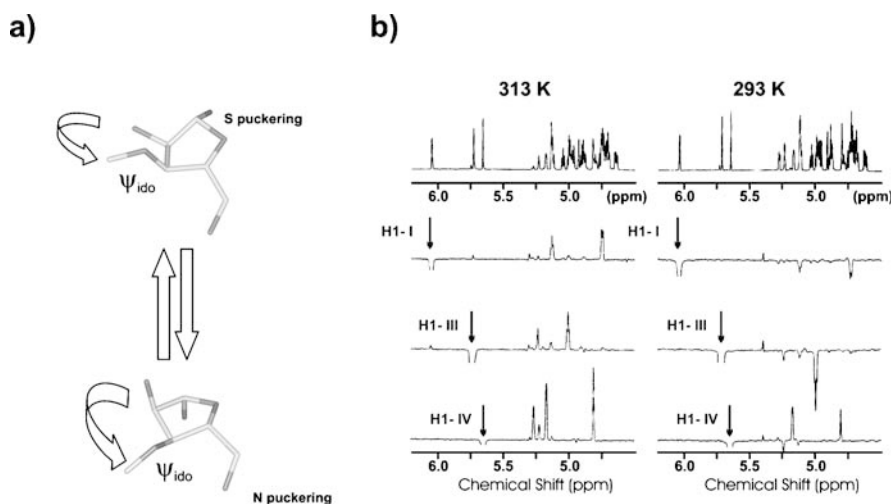 a)
S puckering
Ψido
Ψido
N puckering
b)
313 K 293 K
6.0 5.5 5.0 (ppm) 6.0 5.5 5.0 (ppm)
H1- I H1- I
H1- III H1- III
H1- IV H1- IV
6.0 5.5 5.0 6.0 5.5 5.0
Chemical Shift (ppm) Chemical Shift (ppm)